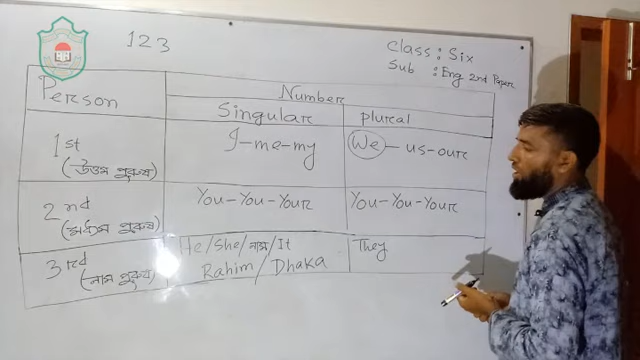 123
Class : Six
Sub : Eng 2nd Paper
Person
Number
Singular
plural
1st
(উত্তম পুরুষ)
I-me-my
We - us-our
2nd
(মধ্যম পুরুষ)
You-You-Your
You-You-Your
3rd
(নাম পুরুষ)
He/She/নাম/It
Rahim/Dhaka
They